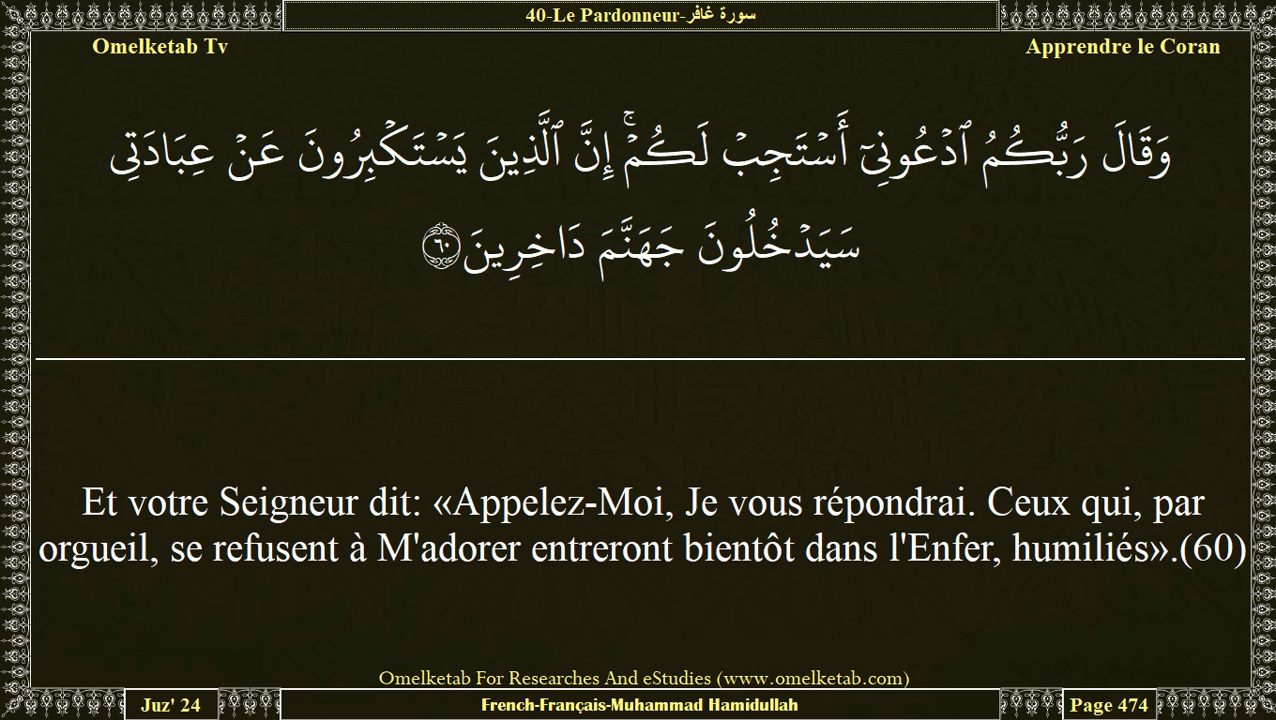 40-Le Pardonneur-سورة غافر
Omelketab Tv
Apprendre le Coran
وَقَالَ رَبُّكُمُ ٱدۡعُونِيٓ أَسۡتَجِبۡ لَكُمۡۚ إِنَّ ٱلَّذِينَ يَسۡتَكۡبِرُونَ عَنۡ عِبَادَتِي
سَيَدۡخُلُونَ جَهَنَّمَ دَاخِرِينَ ٦٠
Et votre Seigneur dit: «Appelez-Moi, Je vous répondrai. Ceux qui, par
orgueil, se refusent à M'adorer entreront bientôt dans l'Enfer, humiliés».(60)
Omelketab For Researches And eStudies (www.omelketab.com)
Juz' 24
French-Français-Muhammad Hamidullah
Page 474